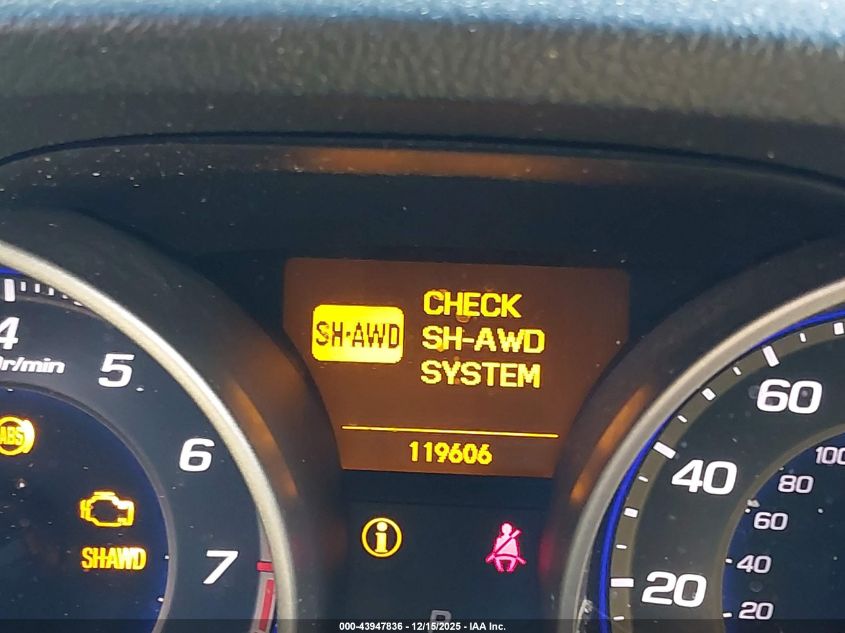 SH-AWD
CHECK
SH-AWD
SYSTEM
119606
4
r/min
5
6
7
ABS
SHAWD
i
60
40
20
100
80
60
40
20
000-43947836 - 12/15/2025 - IAA Inc.